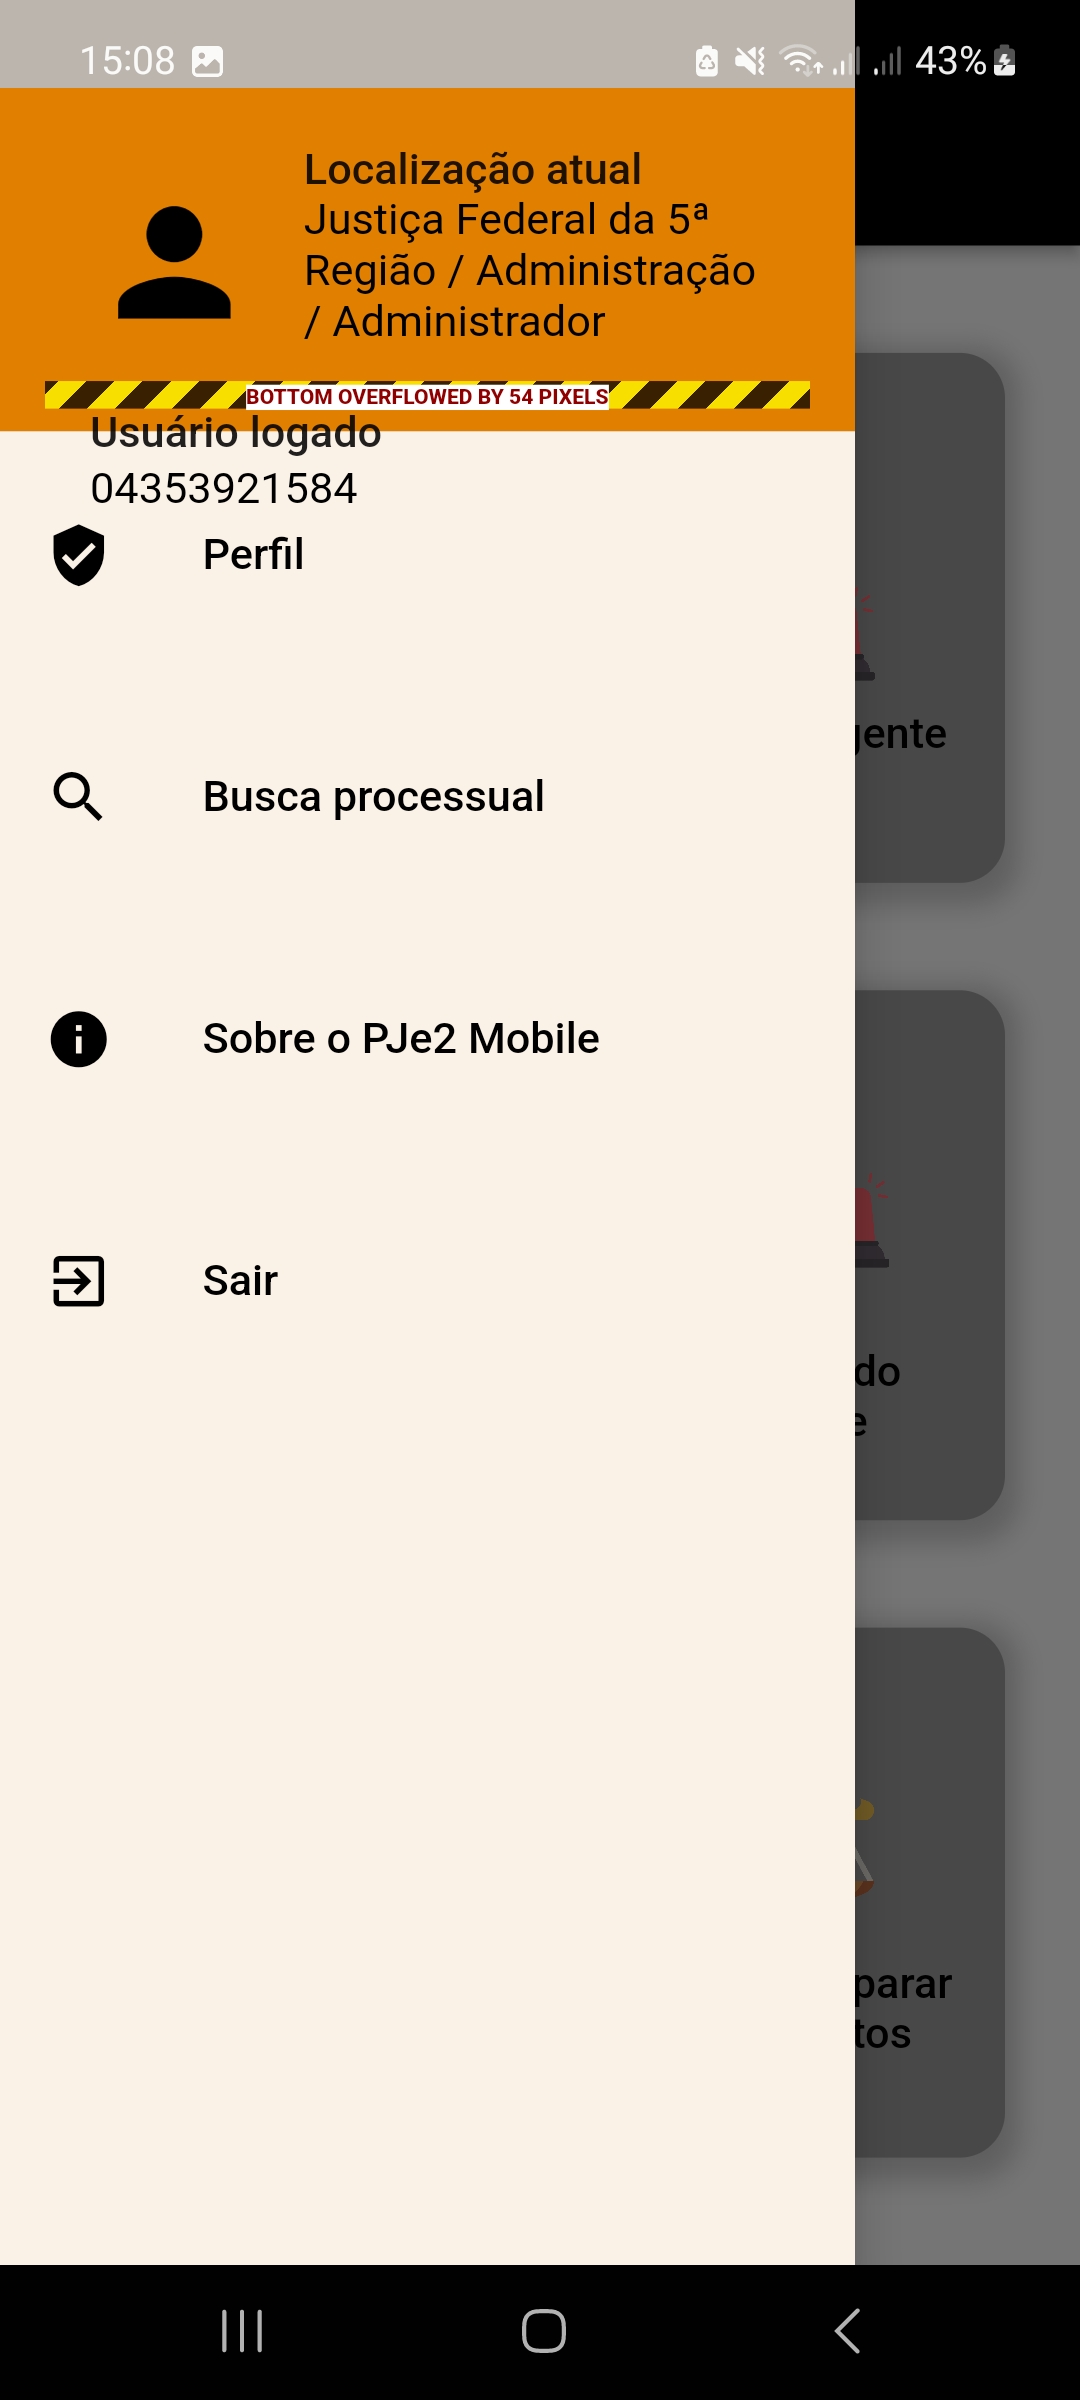 15:08
43%
Localização atual
Justiça Federal da 5ª
Região / Administração
/ Administrador
BOTTOM OVERFLOWED BY 54 PIXELS
Usuário logado
04353921584
Perfil
gente
Busca processual
Sobre o PJe2 Mobile
Sair
do
e
parar
tos